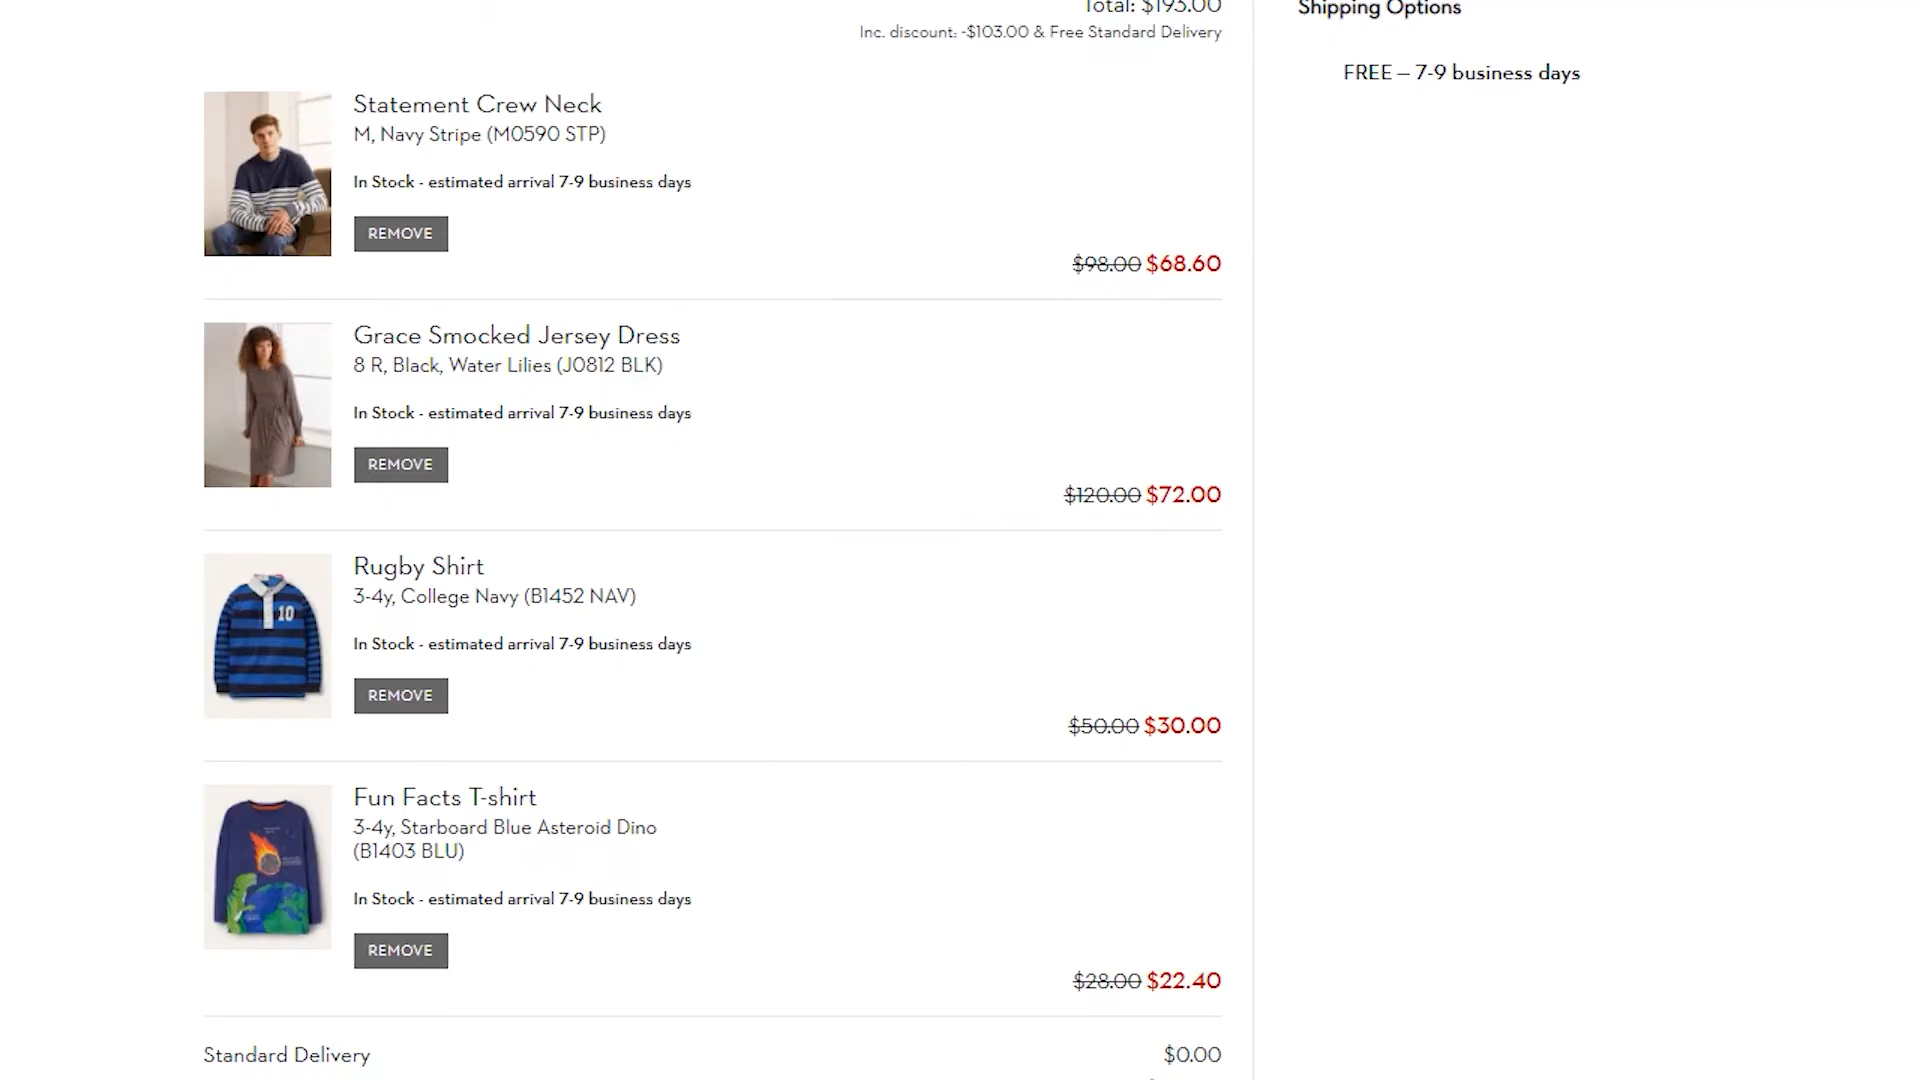 Total: $193.00
Inc. discount: -$103.00 & Free Standard Delivery
Shipping Options
FREE – 7-9 business days
Statement Crew Neck
M, Navy Stripe (M0590 STP)
In Stock - estimated arrival 7-9 business days
REMOVE
$98.00 $68.60
Grace Smocked Jersey Dress
8 R, Black, Water Lilies (J0812 BLK)
In Stock - estimated arrival 7-9 business days
REMOVE
$120.00 $72.00
Rugby Shirt
3-4y, College Navy (B1452 NAV)
In Stock - estimated arrival 7-9 business days
REMOVE
$50.00 $30.00
10
Fun Facts T-shirt
3-4y, Starboard Blue Asteroid Dino
(B1403 BLU)
In Stock - estimated arrival 7-9 business days
REMOVE
$28.00 $22.40
Standard Delivery
$0.00